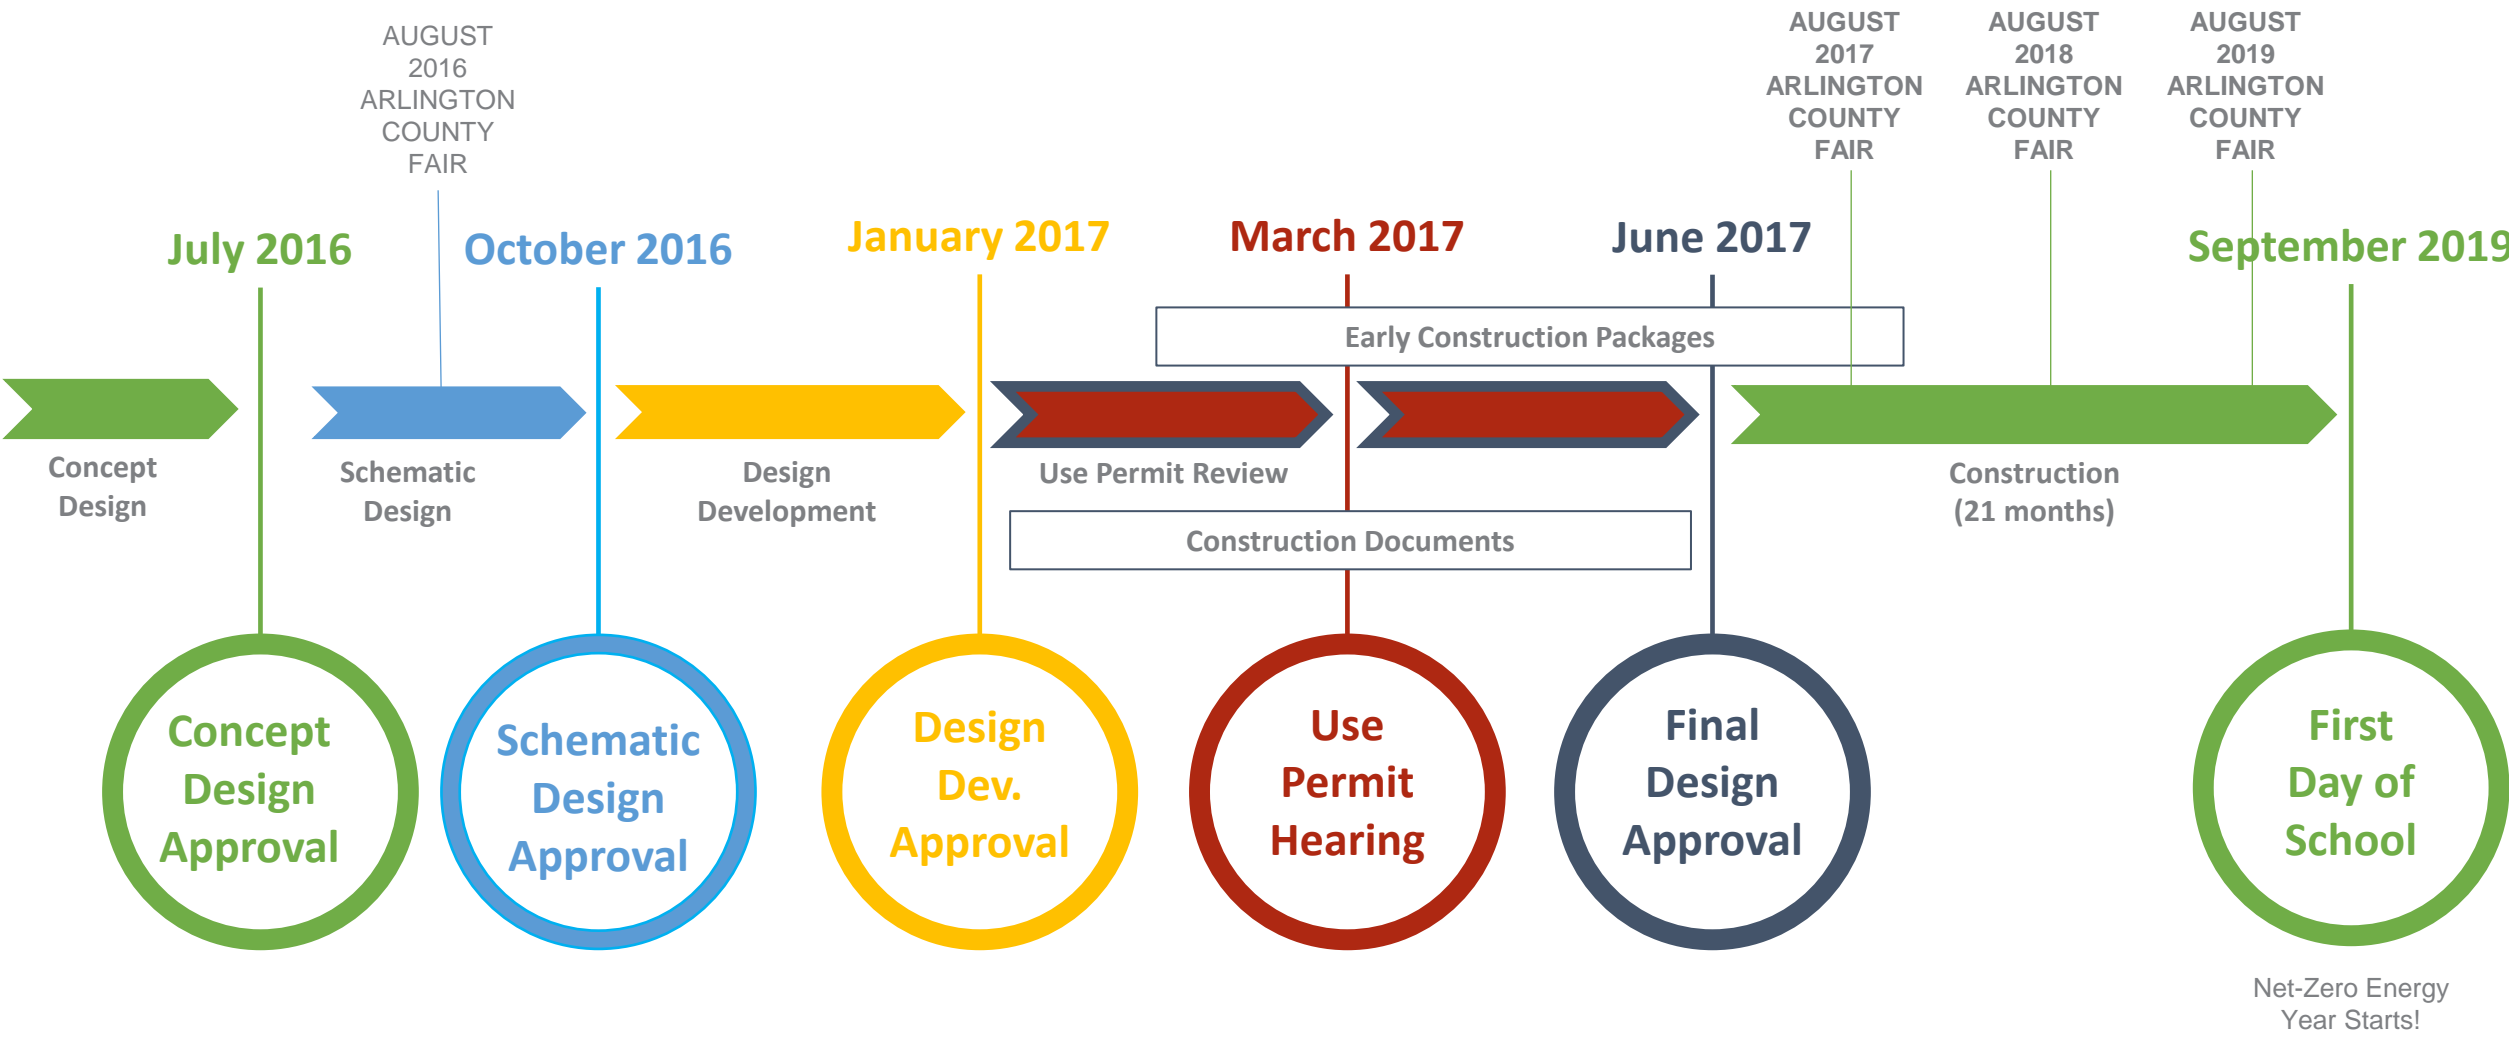 AUGUST
2016
ARLINGTON
COUNTY
FAIR
AUGUST
2017
ARLINGTON
COUNTY
FAIR
AUGUST
2018
ARLINGTON
COUNTY
FAIR
AUGUST
2019
ARLINGTON
COUNTY
FAIR
July 2016
October 2016
January 2017
March 2017
June 2017
September 2019
Early Construction Packages
Concept
Design
Schematic
Design
Design
Development
Use Permit Review
Construction
(21 months)
Construction Documents
Concept
Design
Approval
Schematic
Design
Approval
Design
Dev.
Approval
Use
Permit
Hearing
Final
Design
Approval
First
Day of
School
Net-Zero Energy
Year Starts!